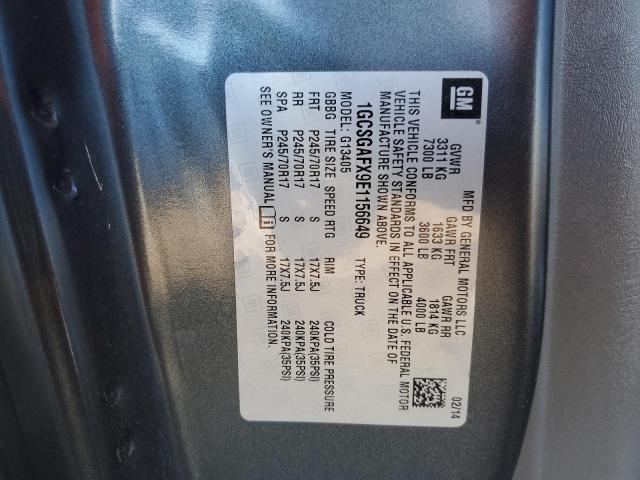 GM
MFD BY GENERAL MOTORS LLC 02/14
GVWR GAWR FRT GAWR RR
3311 KG 1633 KG 1814 KG
7300 LB 3600 LB 4000 LB
THIS VEHICLE CONFORMS TO ALL APPLICABLE U.S. FEDERAL MOTOR
VEHICLE SAFETY STANDARDS IN EFFECT ON THE DATE OF
MANUFACTURE SHOWN ABOVE.
1GCSGAFX9E1156649 TYPE: TRUCK
MODEL: G13405
GBBG TIRE SIZE SPEED RTG RIM COLD TIRE PRESSURE
FRT P245/70R17 S 17X7.5J 240KPA(35PSI)
RR P245/70R17 S 17X7.5J 240KPA(35PSI)
SPA P245/70R17 S 17X7.5J 240KPA(35PSI)
SEE OWNER'S MANUAL i FOR MORE INFORMATION.